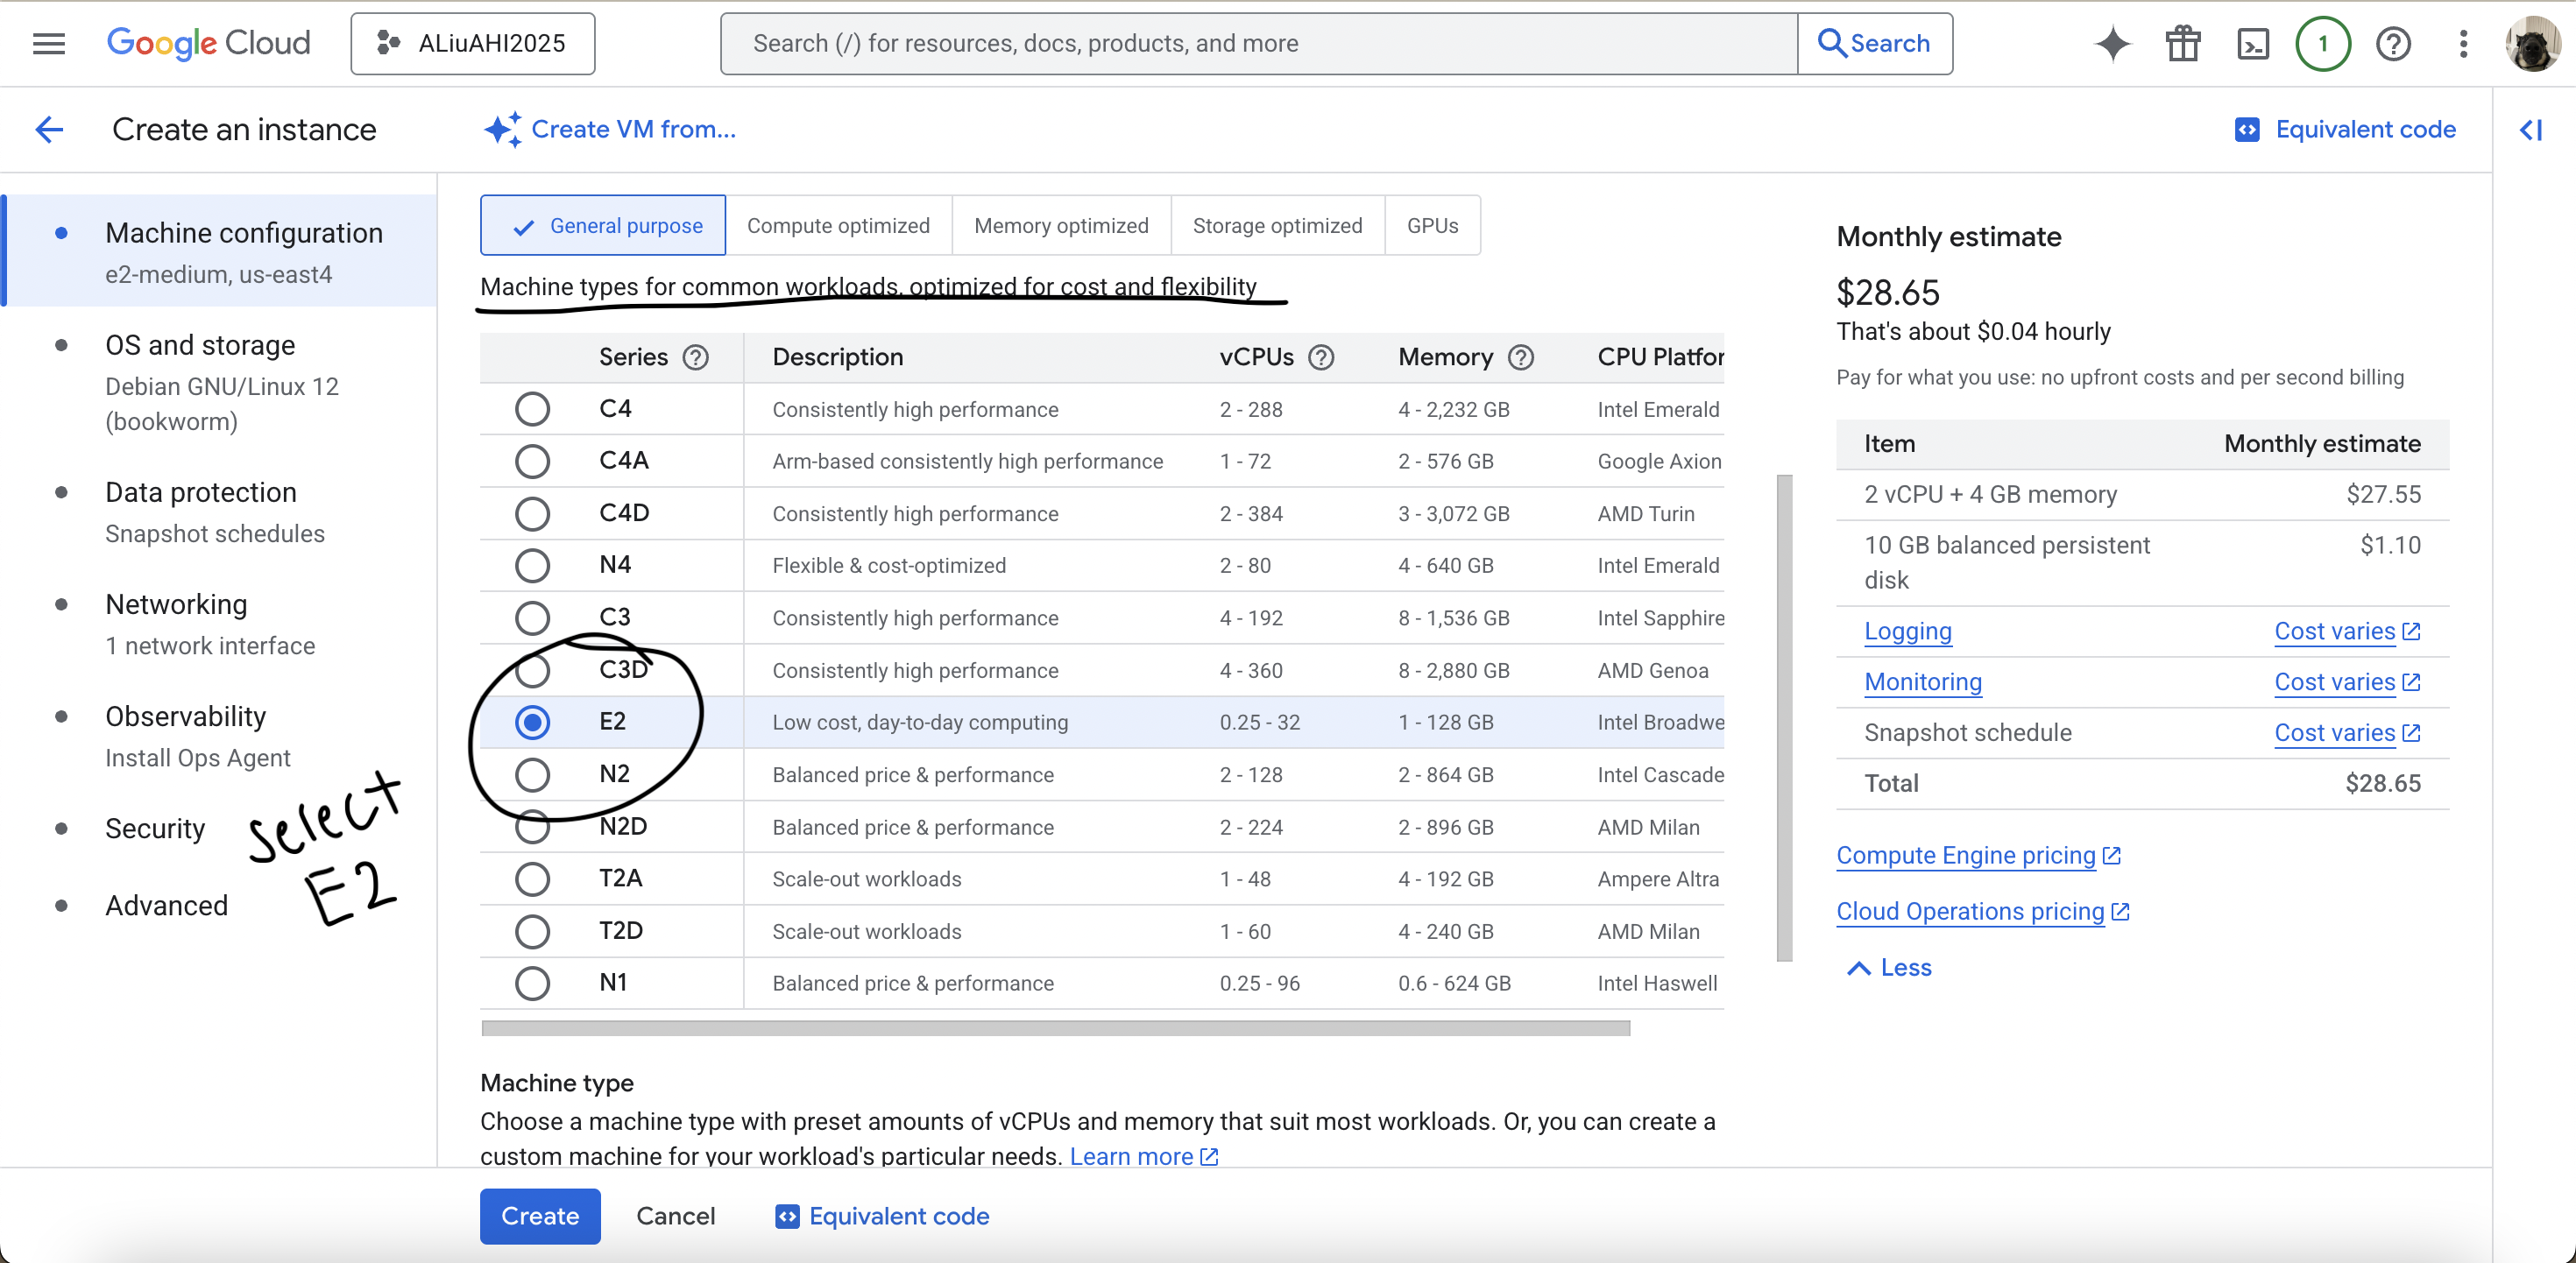 Google Cloud
ALiuAHI2025
Search (/) for resources, docs, products, and more
Search
1
Create an instance
Create VM from...
Equivalent code
Machine configuration
e2-medium, us-east4
OS and storage
Debian GNU/Linux 12
(bookworm)
Data protection
Snapshot schedules
Networking
1 network interface
Observability
Install Ops Agent
Security
Advanced
select
E2
General purpose
Compute optimized
Memory optimized
Storage optimized
GPUs
Machine types for common workloads, optimized for cost and flexibility
Series Description vCPUs Memory CPU Platfor
C4 Consistently high performance 2 - 288 4 - 2,232 GB Intel Emerald
C4A Arm-based consistently high performance 1 - 72 2 - 576 GB Google Axion
C4D Consistently high performance 2 - 384 3 - 3,072 GB AMD Turin
N4 Flexible & cost-optimized 2 - 80 4 - 640 GB Intel Emerald
C3 Consistently high performance 4 - 192 8 - 1,536 GB Intel Sapphire
C3D Consistently high performance 4 - 360 8 - 2,880 GB AMD Genoa
E2 Low cost, day-to-day computing 0.25 - 32 1 - 128 GB Intel Broadwe
N2 Balanced price & performance 2 - 128 2 - 864 GB Intel Cascade
N2D Balanced price & performance 2 - 224 2 - 896 GB AMD Milan
T2A Scale-out workloads 1 - 48 4 - 192 GB Ampere Altra
T2D Scale-out workloads 1 - 60 4 - 240 GB AMD Milan
N1 Balanced price & performance 0.25 - 96 0.6 - 624 GB Intel Haswell
Machine type
Choose a machine type with preset amounts of vCPUs and memory that suit most workloads. Or, you can create a
custom machine for your workload's particular needs. Learn more
Create
Cancel
Equivalent code
Monthly estimate
$28.65
That's about $0.04 hourly
Pay for what you use: no upfront costs and per second billing
Item Monthly estimate
2 vCPU + 4 GB memory $27.55
10 GB balanced persistent $1.10
disk
Logging Cost varies
Monitoring Cost varies
Snapshot schedule Cost varies
Total $28.65
Compute Engine pricing
Cloud Operations pricing
Less